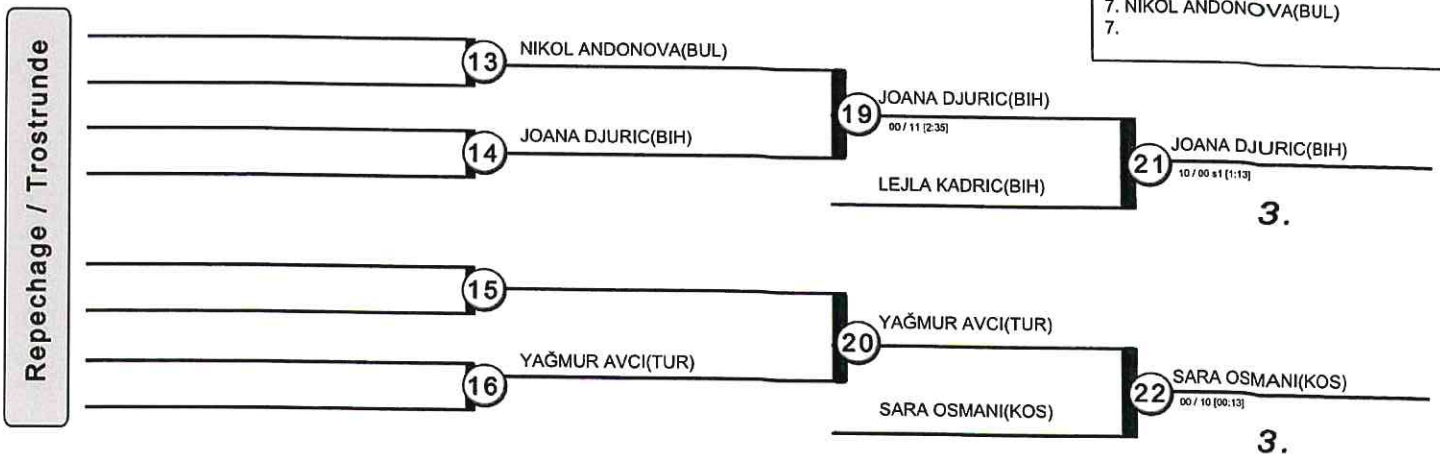 7. NIKOL ANDONOVA(BUL)
7.
Repechage / Trostrunde
13
NIKOL ANDONOVA(BUL)
14
JOANA DJURIC(BIH)
19
JOANA DJURIC(BIH)
00 / 11 [2:35]
LEJLA KADRIC(BIH)
21
JOANA DJURIC(BIH)
10 / 00 s1 [1:13]
3.
15
16
YAĞMUR AVCI(TUR)
20
YAĞMUR AVCI(TUR)
SARA OSMANI(KOS)
22
SARA OSMANI(KOS)
00 / 10 [00:13]
3.